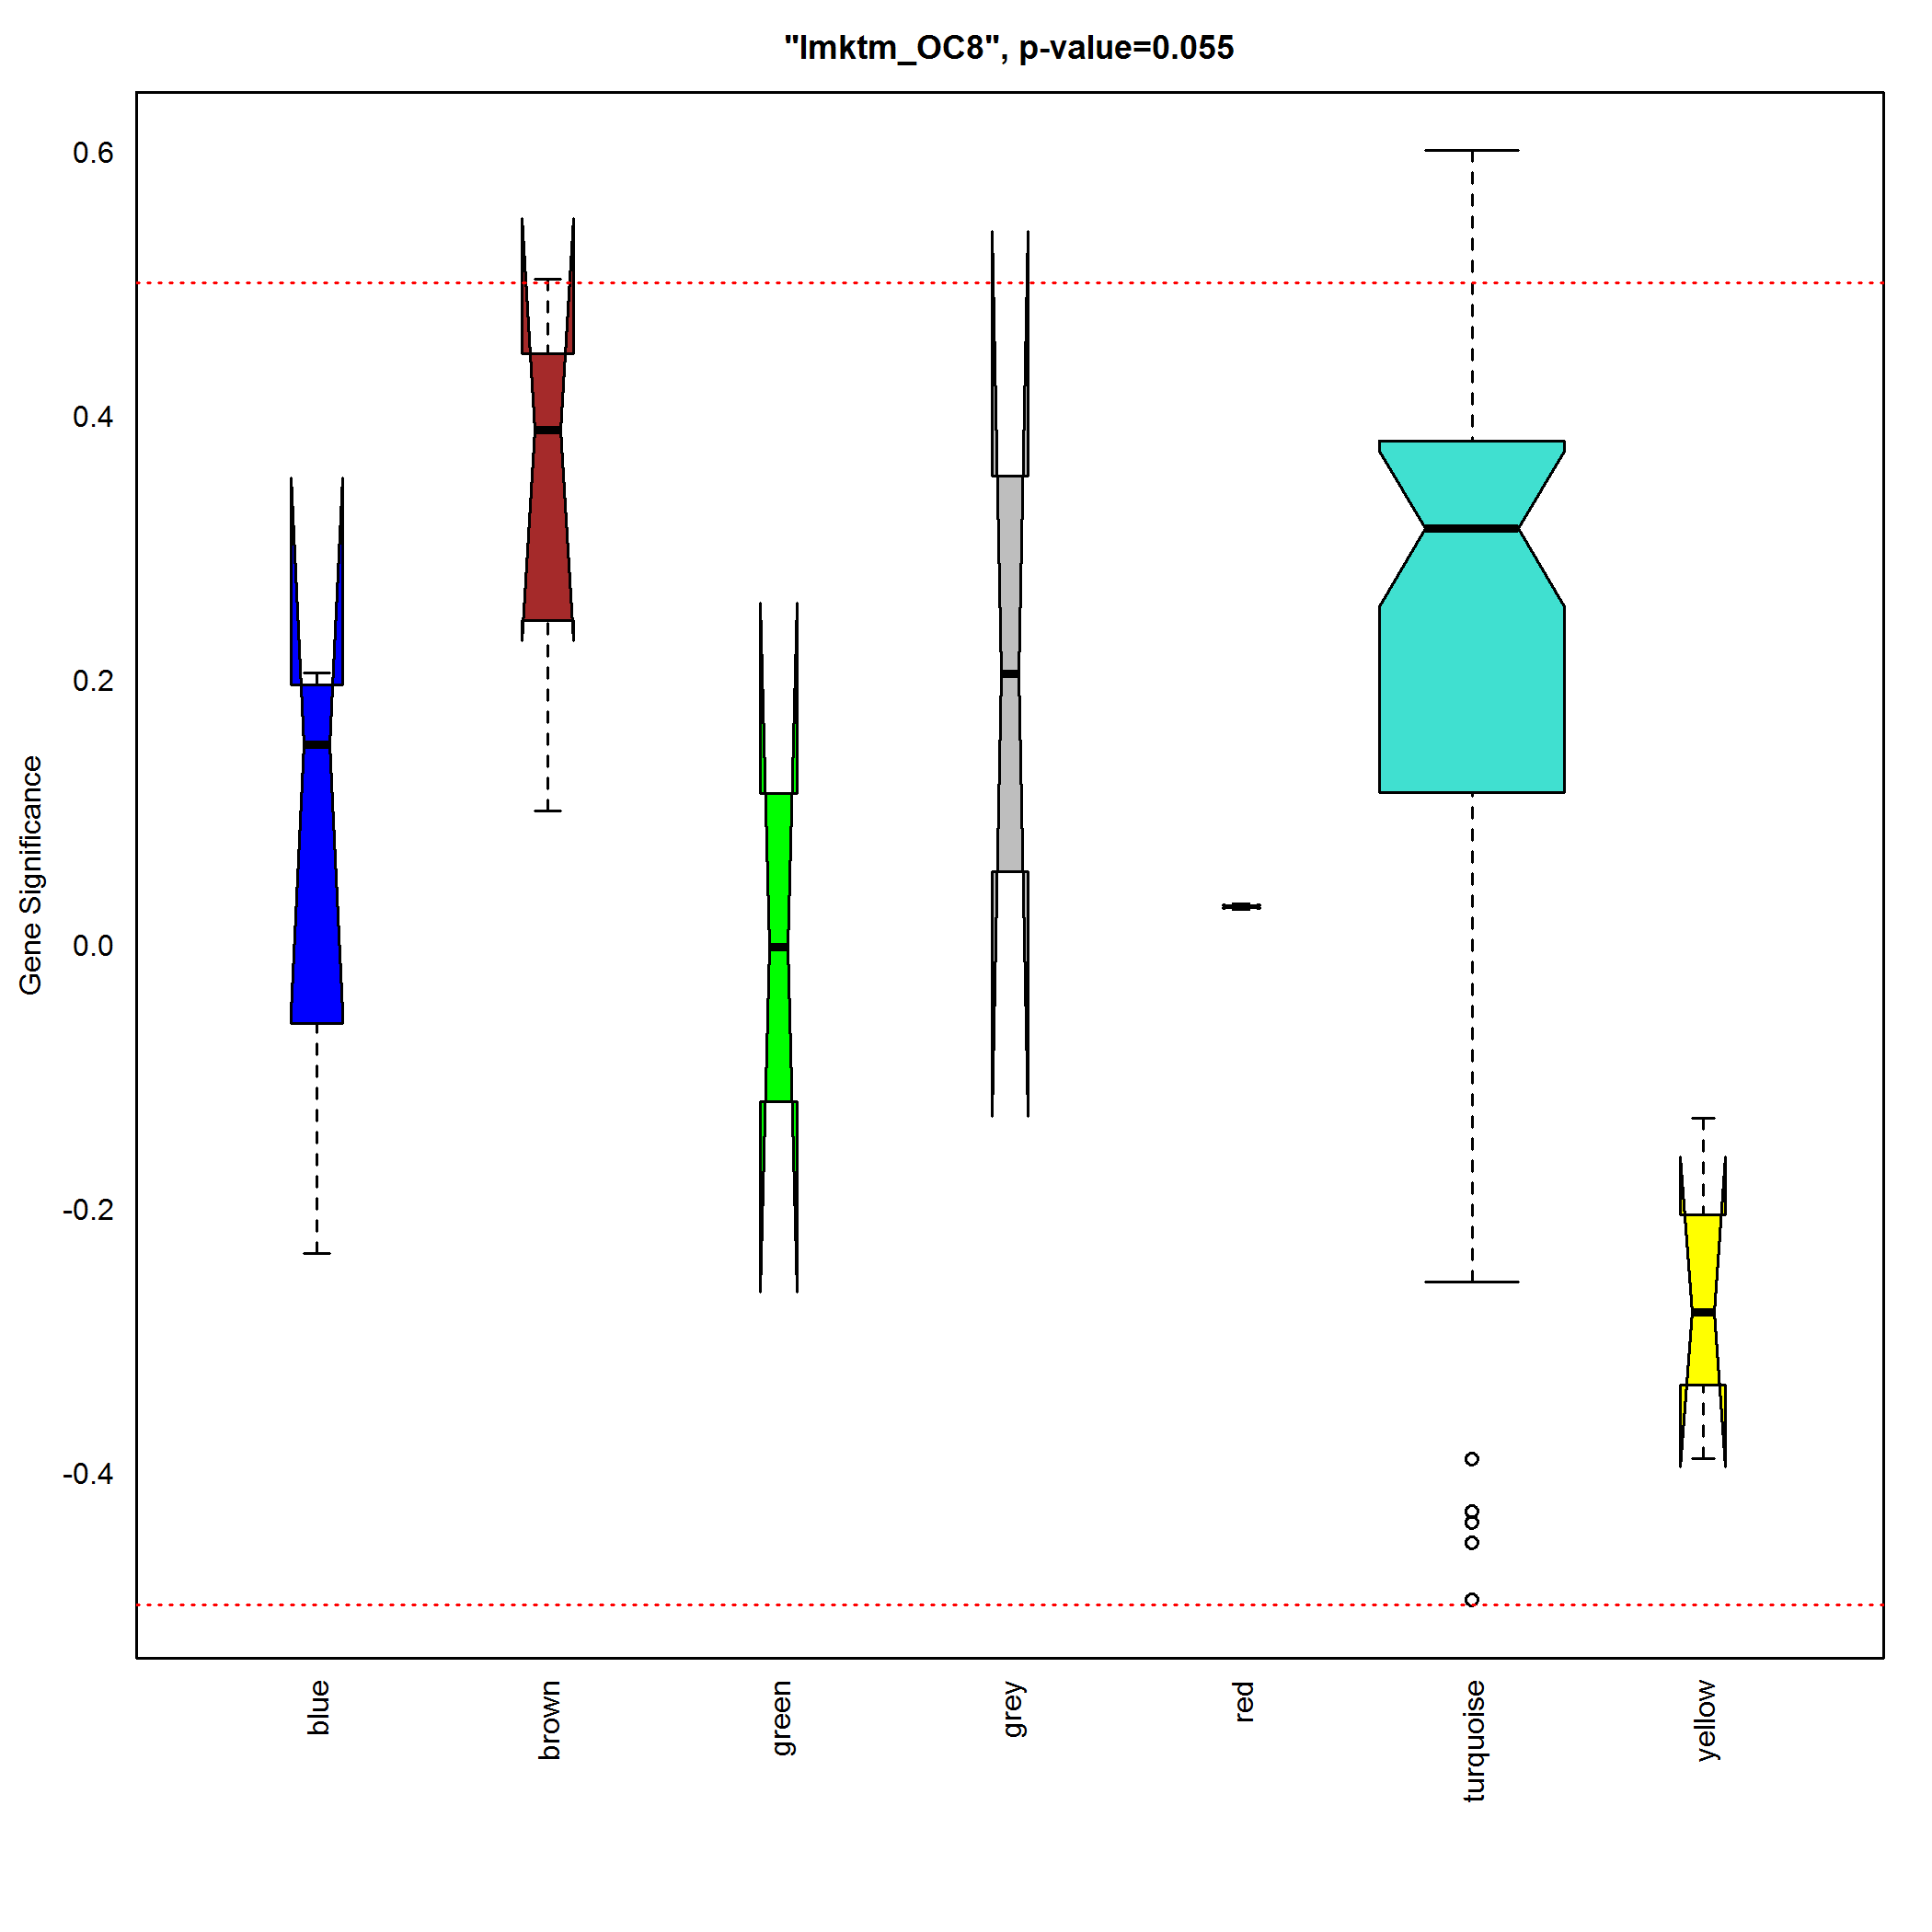 "lmktm_OC8", p-value=0.055
Gene Significance
0.6
0.4
0.2
0.0
-0.2
-0.4
blue
brown
green
grey
red
turquoise
yellow